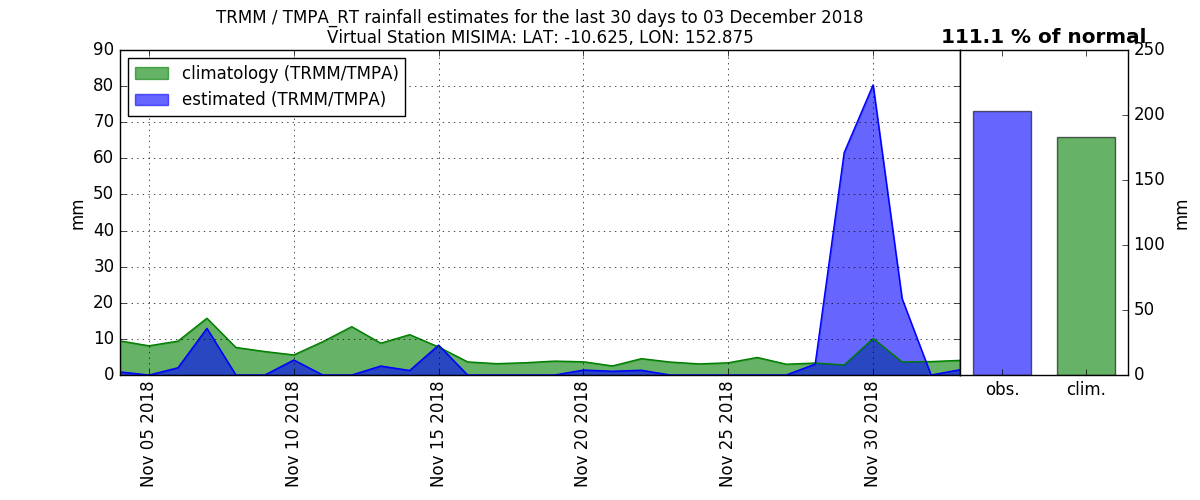 TRMM / TMPA_RT rainfall estimates for the last 30 days to 03 December 2018
Virtual Station MISIMA: LAT: -10.625, LON: 152.875
111.1 % of normal
climatology (TRMM/TMPA)
estimated (TRMM/TMPA)
90
80
70
60
50
40
30
20
10
0
mm
Nov 05 2018
Nov 10 2018
Nov 15 2018
Nov 20 2018
Nov 25 2018
Nov 30 2018
250
200
150
100
50
0
mm
obs.
clim.